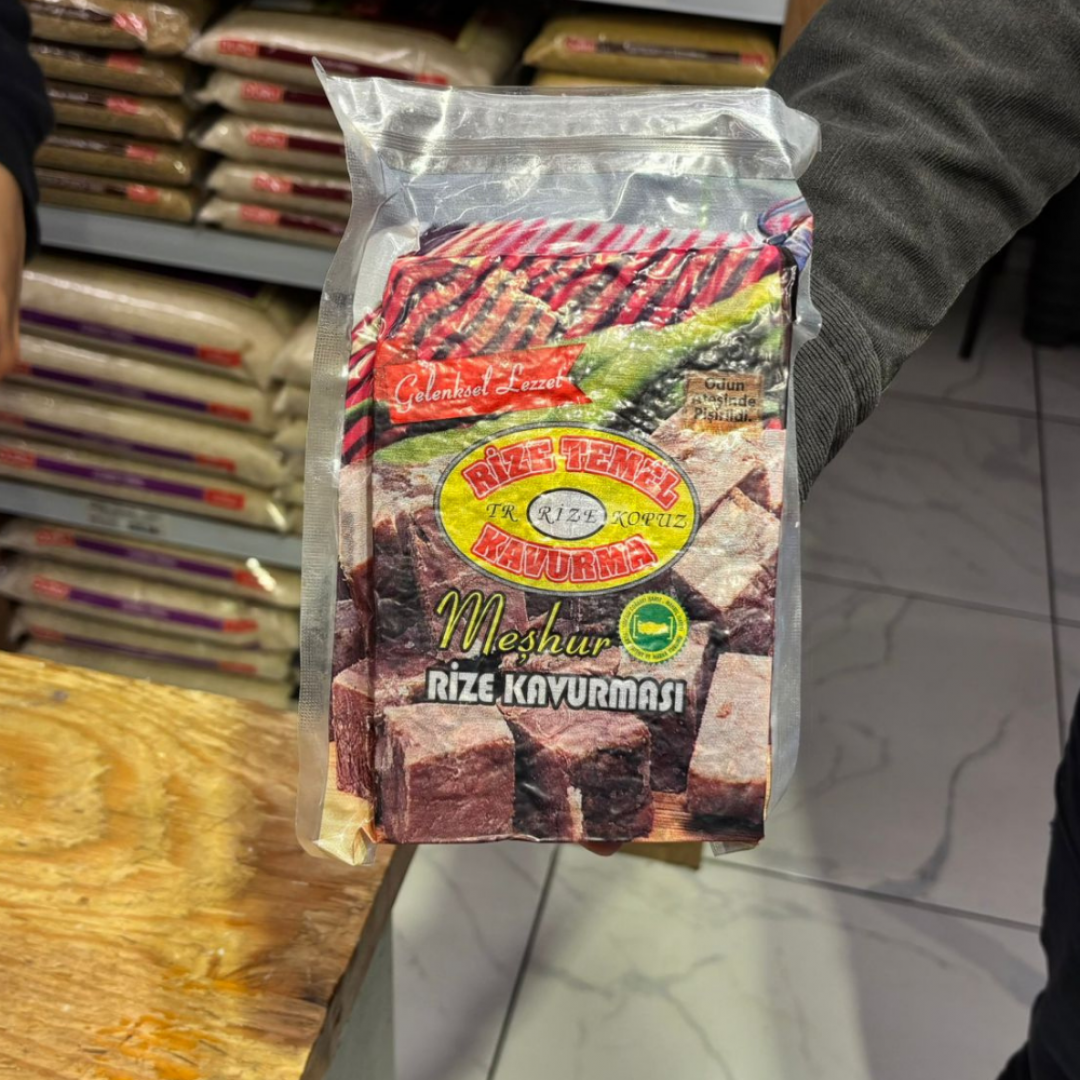 Gelenksel Lezzet
Odun
Ateşinde
Pişirildi.
RİZE TEMEL
TR RİZE KOPUZ
KAVURMA
Meşhur
RİZE KAVURMASI